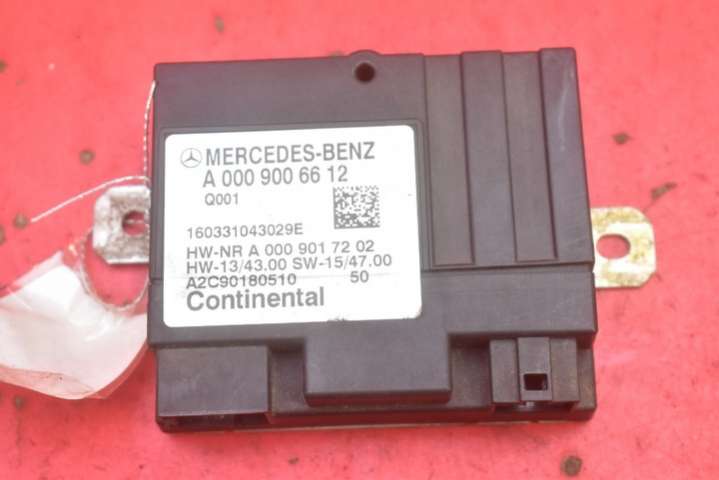 MERCEDES-BENZ
A 000 900 66 12
Q001
160331043029E
HW-NR A 000 901 72 02
HW-13/43.00 SW-15/47.00
A2C90180510 50
Continental